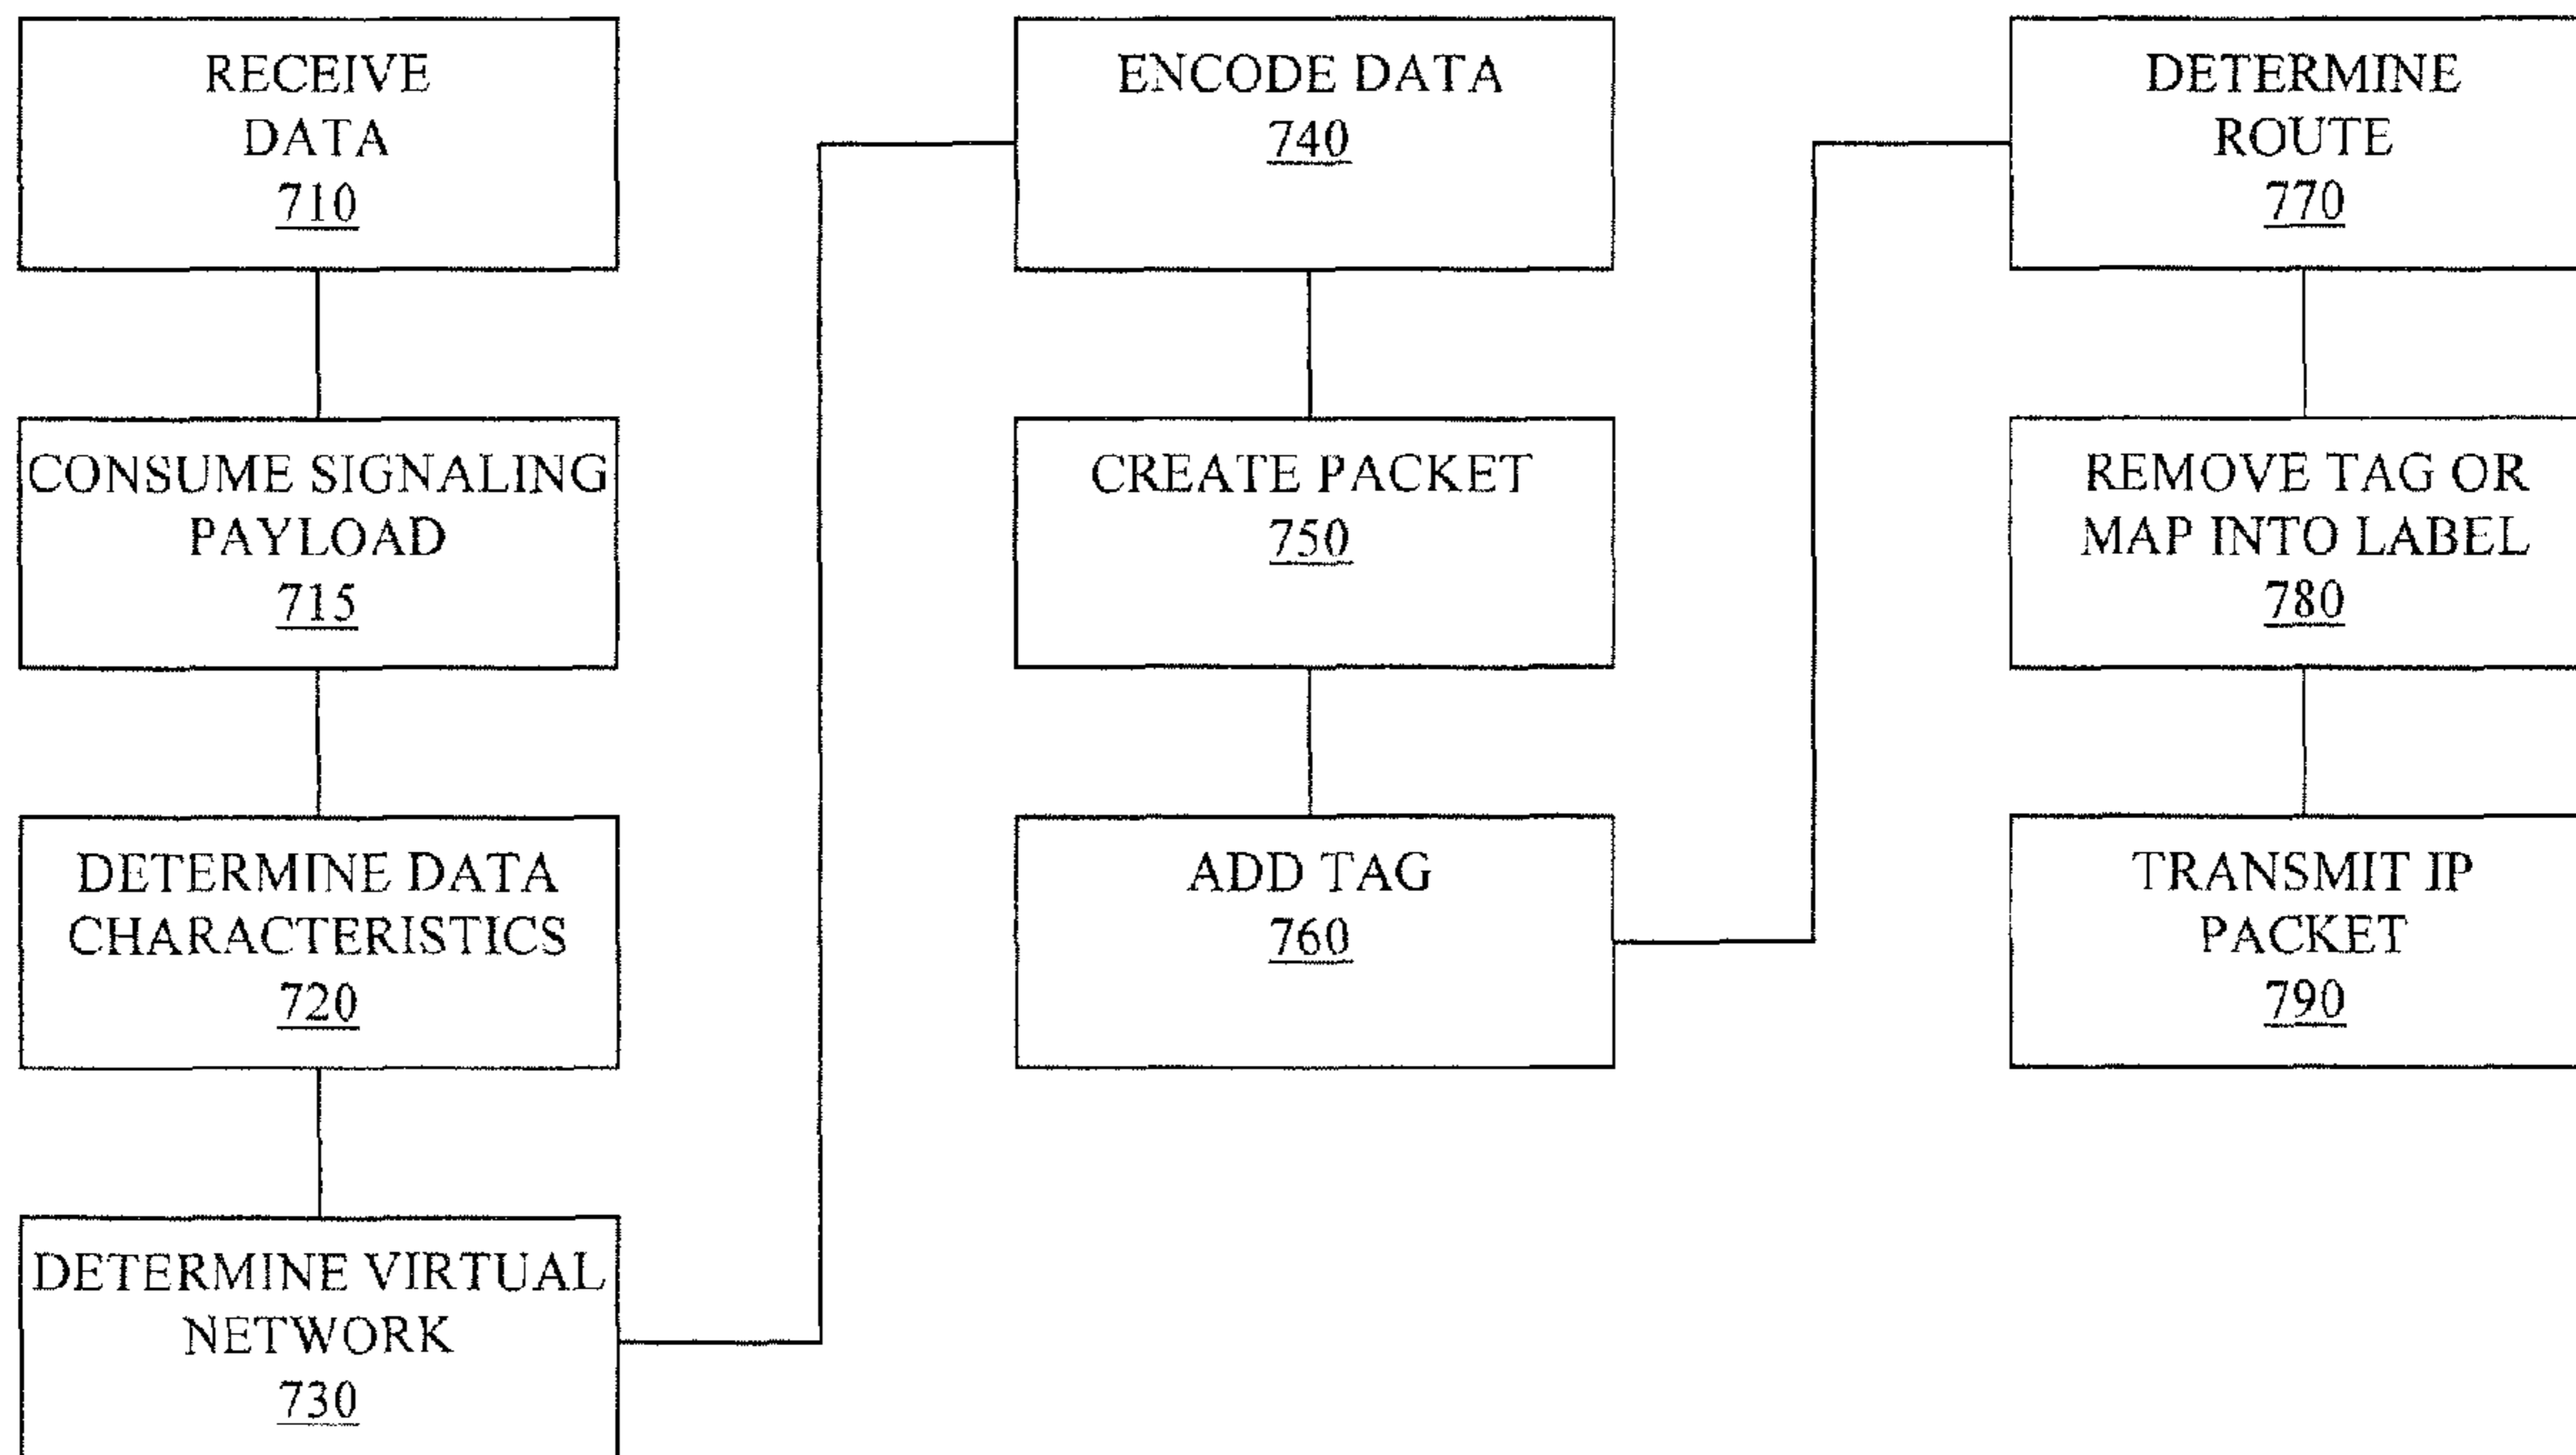 RECEIVE
DATA
710
CONSUME SIGNALING
PAYLOAD
715
DETERMINE DATA
CHARACTERISTICS
720
DETERMINE VIRTUAL
NETWORK
730
ENCODE DATA
740
CREATE PACKET
750
ADD TAG
760
DETERMINE
ROUTE
770
REMOVE TAG OR
MAP INTO LABEL
780
TRANSMIT IP
PACKET
790